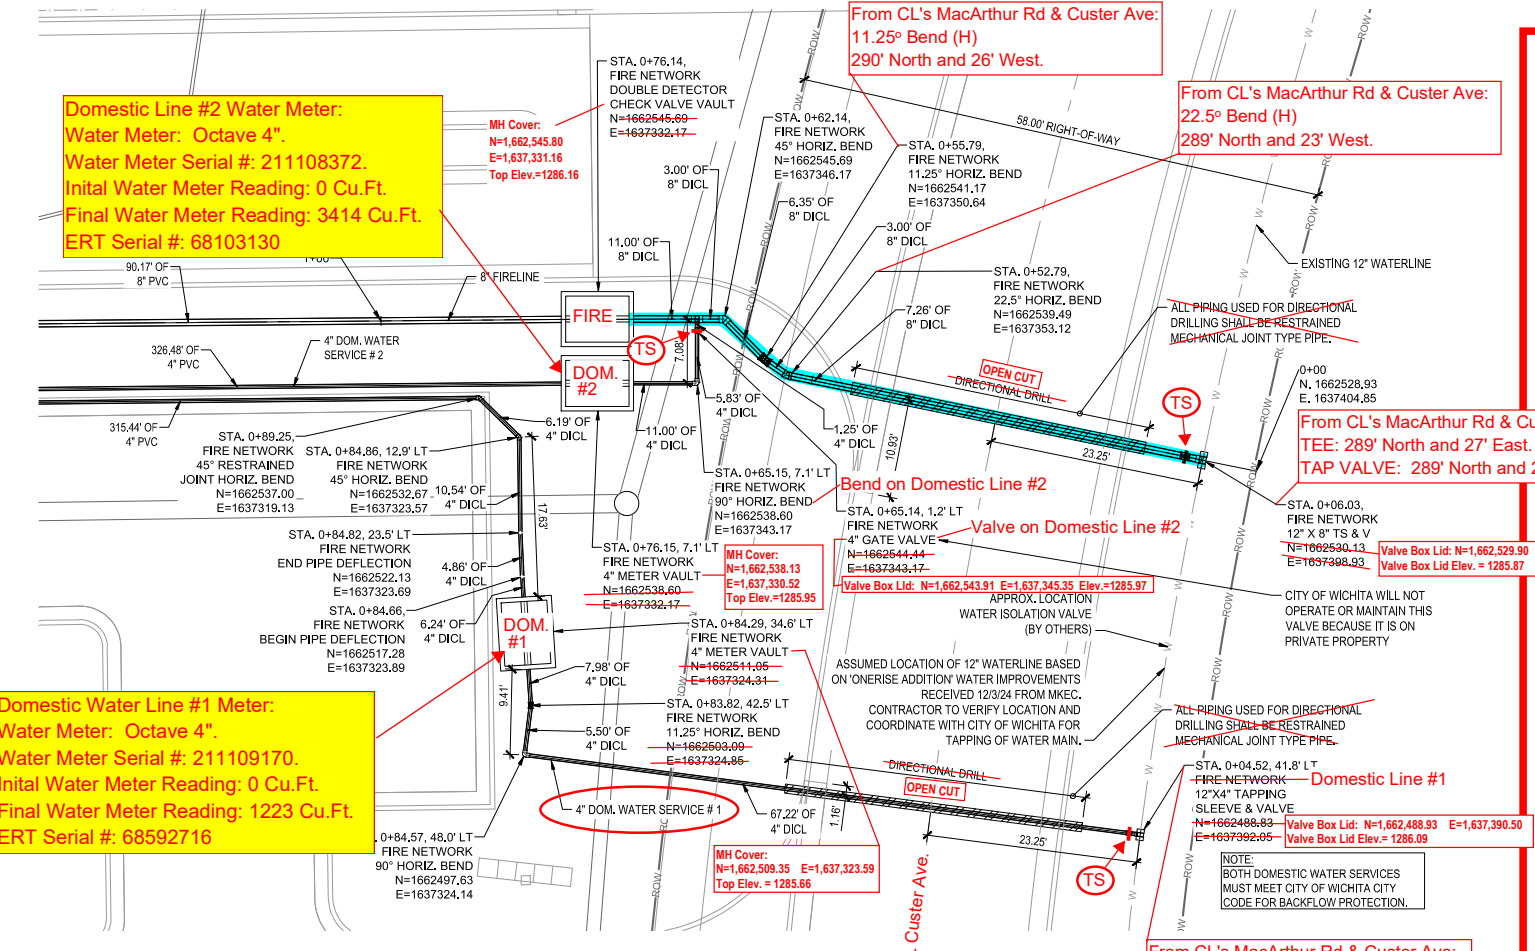 From CL's MacArthur Rd & Custer Ave:
11.25° Bend (H)
290' North and 26' West.
From CL's MacArthur Rd & Custer Ave:
22.5° Bend (H)
289' North and 23' West.
Domestic Line #2 Water Meter:
Water Meter: Octave 4".
Water Meter Serial #: 211108372.
Inital Water Meter Reading: 0 Cu.Ft.
Final Water Meter Reading: 3414 Cu.Ft.
ERT Serial #: 68103130
MH Cover:
N=1,662,545.80
E=1,637,331.16
Top Elev.=1286.16
STA. 0+76.14,
FIRE NETWORK
DOUBLE DETECTOR
CHECK VALVE VAULT
N=1662545.69
E=1637332.17
STA. 0+62.14,
FIRE NETWORK
45° HORIZ. BEND
N=1662545.69
E=1637346.17
STA. 0+55.79,
FIRE NETWORK
11.25° HORIZ. BEND
N=1662541.17
E=1637350.64
58.00' RIGHT-OF-WAY
3.00' OF
8" DICL
6.35' OF
8" DICL
3.00' OF
8" DICL
11.00' OF
8" DICL
STA. 0+52.79,
FIRE NETWORK
22.5° HORIZ. BEND
N=1662539.49
E=1637353.12
7.26' OF
8" DICL
EXISTING 12" WATERLINE
90.17' OF
8" PVC
1+00
8" FIRELINE
FIRE
TS
7.08'
ALL PIPING USED FOR DIRECTIONAL
DRILLING SHALL BE RESTRAINED
MECHANICAL JOINT TYPE PIPE.
326.48' OF
4" PVC
4" DOM. WATER
SERVICE # 2
DOM.
#2
OPEN CUT
DIRECTIONAL DRILL
0+00
N. 1662528.93
E. 1637404.85
TS
315.44' OF
4" PVC
6.19' OF
4" DICL
11.00' OF
4" DICL
5.83' OF
4" DICL
1.25' OF
4" DICL
10.93'
23.25'
From CL's MacArthur Rd & Cu
TEE: 289' North and 27' East.
TAP VALVE: 289' North and 2
STA. 0+89.25,
FIRE NETWORK
45° RESTRAINED
JOINT HORIZ. BEND
N=1662537.00
E=1637319.13
STA. 0+84.86, 12.9' LT
FIRE NETWORK
45° HORIZ. BEND
N=1662532.67
E=1637323.57
10.54' OF
4" DICL
17.63'
STA. 0+65.15, 7.1' LT
FIRE NETWORK
90° HORIZ. BEND
N=1662538.60
E=1637343.17
Bend on Domestic Line #2
STA. 0+65.14, 1.2' LT
FIRE NETWORK
4" GATE VALVE
N=1662544.44
E=1637343.17
Valve on Domestic Line #2
Valve Box Lid: N=1,662,543.91 E=1,637,345.35 Elev.=1285.97
STA. 0+06.03,
FIRE NETWORK
12" X 8" TS & V
N=1662530.13
E=1637398.93
Valve Box Lid: N=1,662,529.90
Valve Box Lid Elev. = 1285.87
STA. 0+84.82, 23.5' LT
FIRE NETWORK
END PIPE DEFLECTION
N=1662522.13
E=1637323.69
4.86' OF
4" DICL
STA. 0+76.15, 7.1' LT
FIRE NETWORK
4" METER VAULT
N=1662538.60
E=1637332.17
MH Cover:
N=1,662,538.13
E=1,637,330.52
Top Elev.=1285.95
APPROX. LOCATION
WATER ISOLATION VALVE
(BY OTHERS)
CITY OF WICHITA WILL NOT
OPERATE OR MAINTAIN THIS
VALVE BECAUSE IT IS ON
PRIVATE PROPERTY
STA. 0+84.66,
FIRE NETWORK
BEGIN PIPE DEFLECTION
N=1662517.28
E=1637323.89
6.24' OF
4" DICL
DOM.
#1
STA. 0+84.29, 34.6' LT
FIRE NETWORK
4" METER VAULT
N=1662511.05
E=1637324.31
ASSUMED LOCATION OF 12" WATERLINE BASED
ON 'ONERISE ADDITION' WATER IMPROVEMENTS
RECEIVED 12/3/24 FROM MKEC.
CONTRACTOR TO VERIFY LOCATION AND
COORDINATE WITH CITY OF WICHITA FOR
TAPPING OF WATER MAIN.
7.98' OF
4" DICL
9.41'
Domestic Water Line #1 Meter:
Water Meter: Octave 4".
Water Meter Serial #: 211109170.
Inital Water Meter Reading: 0 Cu.Ft.
Final Water Meter Reading: 1223 Cu.Ft.
ERT Serial #: 68592716
5.50' OF
4" DICL
STA. 0+83.82, 42.5' LT
FIRE NETWORK
11.25° HORIZ. BEND
N=1662503.09
E=1637324.85
ALL PIPING USED FOR DIRECTIONAL
DRILLING SHALL BE RESTRAINED
MECHANICAL JOINT TYPE PIPE.
DIRECTIONAL DRILL
OPEN CUT
STA. 0+04.52, 41.8' LT
FIRE NETWORK
12"X4" TAPPING
SLEEVE & VALVE
N=1662488.83
E=1637392.05
Domestic Line #1
Valve Box Lid: N=1,662,488.93 E=1,637,390.50
Valve Box Lid Elev.= 1286.09
4" DOM. WATER SERVICE # 1
67.22' OF
4" DICL
1.16'
23.25'
0+84.57, 48.0' LT
FIRE NETWORK
90° HORIZ. BEND
N=1662497.63
E=1637324.14
MH Cover:
N=1,662,509.35 E=1,637,323.59
Top Elev. = 1285.66
Custer Ave.
TS
NOTE:
BOTH DOMESTIC WATER SERVICES
MUST MEET CITY OF WICHITA CITY
CODE FOR BACKFLOW PROTECTION.
From CL's MacArthur Rd & Custer Ave:
ROW
ROW
ROW
ROW
ROW
ROW
ROW
ROW
ROW
ROW
ROW
W
W
W
W
W
W
W